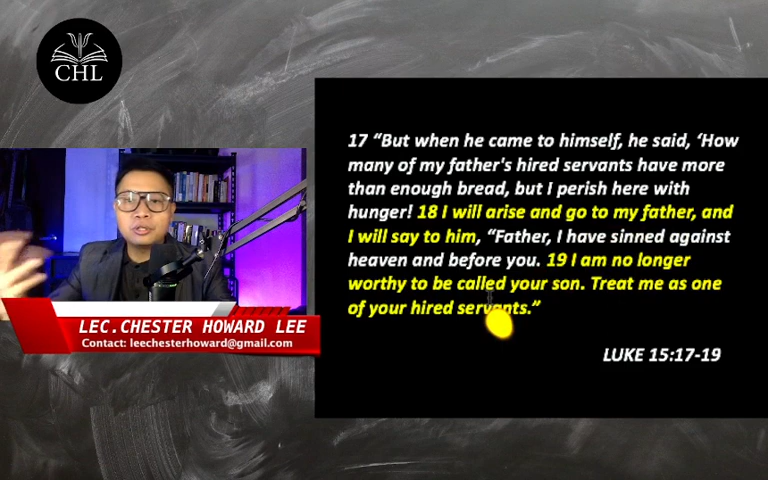 CHL
17 “But when he came to himself, he said, ‘How
many of my father's hired servants have more
than enough bread, but I perish here with
hunger! 18 I will arise and go to my father, and
I will say to him, “Father, I have sinned against
heaven and before you. 19 I am no longer
worthy to be called your son. Treat me as one
of your hired servants.”
LUKE 15:17-19
LEC.CHESTER HOWARD LEE
Contact: leechesterhoward@gmail.com